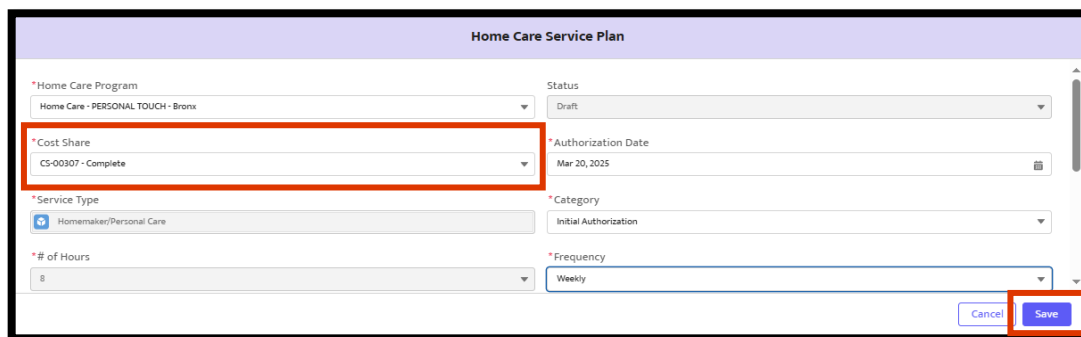 Home Care Service Plan
*Home Care Program
Home Care - PERSONAL TOUCH - Bronx
Status
Draft
*Cost Share
CS-00307 - Complete
*Authorization Date
Mar 20, 2025
*Service Type
Homemaker/Personal Care
*Category
Initial Authorization
*# of Hours
8
*Frequency
Weekly
Cancel
Save